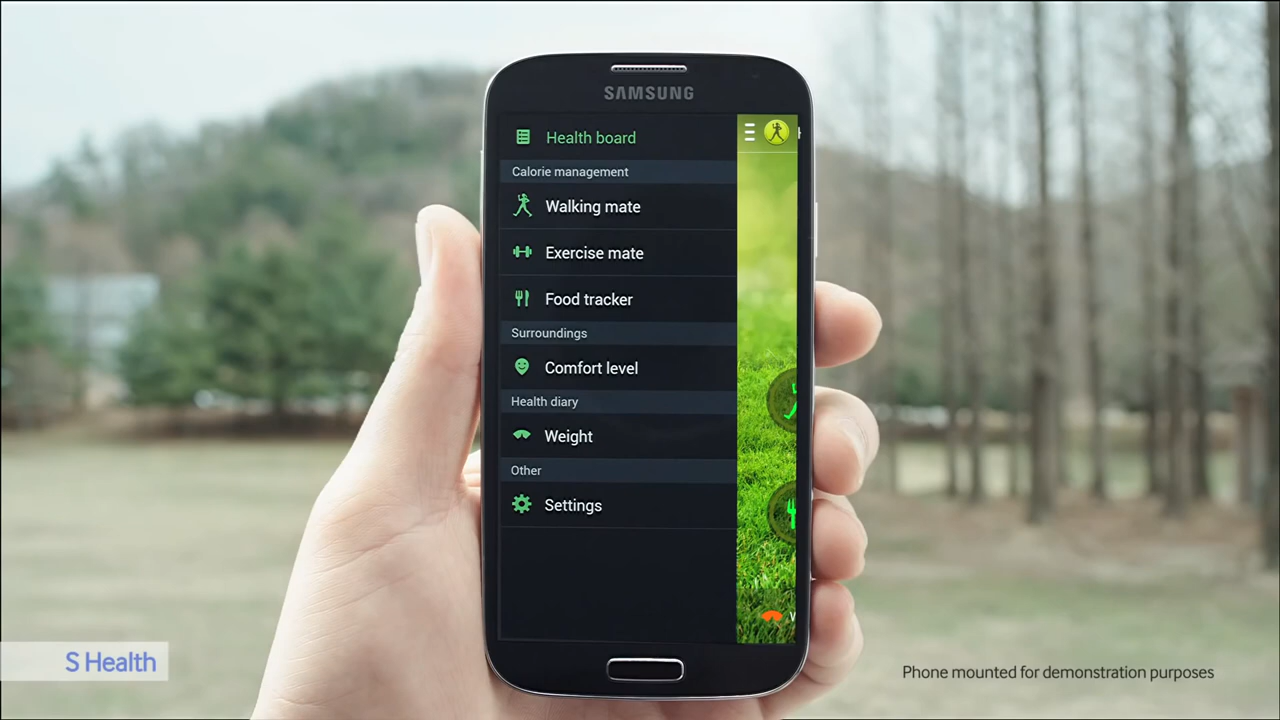 SAMSUNG
Health board
Calorie management
Walking mate
Exercise mate
Food tracker
Surroundings
Comfort level
Health diary
Weight
Other
Settings
S Health
Phone mounted for demonstration purposes